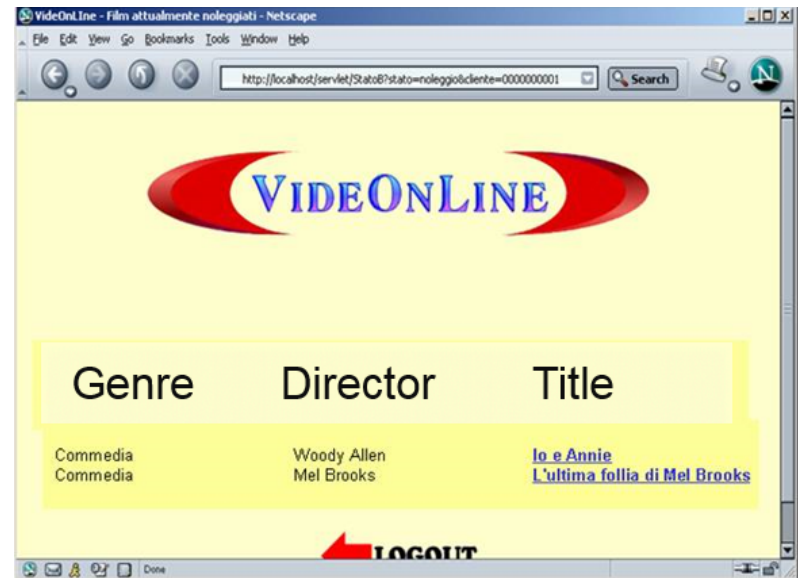 VideOnLIne - Film attualmente noleggiati - Netscape
File Edit View Go Bookmarks Tools Window Help
http://localhost/servlet/StatoB?stato=noleggio&cliente=0000000001 Search N
VIDEONLINE
Genre Director Title
Commedia Woody Allen Io e Annie
Commedia Mel Brooks L'ultima follia di Mel Brooks
LOGOUT
Done